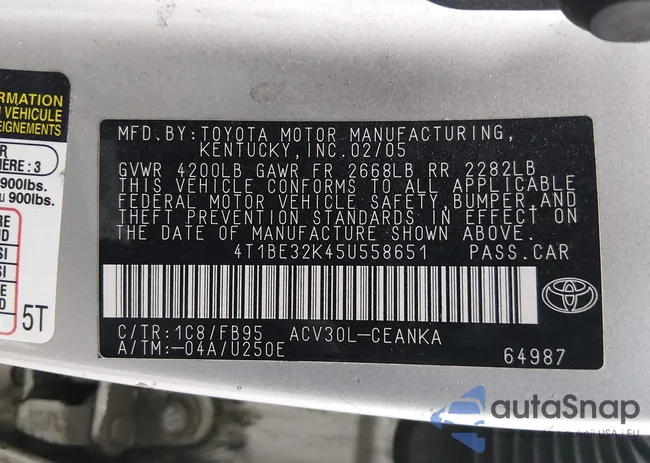 ORMATION
VEHICLE
EIGNEMENTS
R
HERE: 3
900lbs.
900lbs.
5T
MFD.BY:TOYOTA MOTOR MANUFACTURING,
KENTUCKY,INC.02/05
GVWR 4200LB GAWR FR 2668LB RR 2282LB
THIS VEHICLE CONFORMS TO ALL APPLICABLE
FEDERAL MOTOR VEHICLE SAFETY,BUMPER,AND
THEFT PREVENTION STANDARDS IN EFFECT ON
THE DATE OF MANUFACTURE SHOWN ABOVE.
4T1BE32K45U558651 PASS.CAR
C/TR:1C8/FB95 ACV30L-CEANKA
A/TM:-04A/U250E
64987
autaSnap